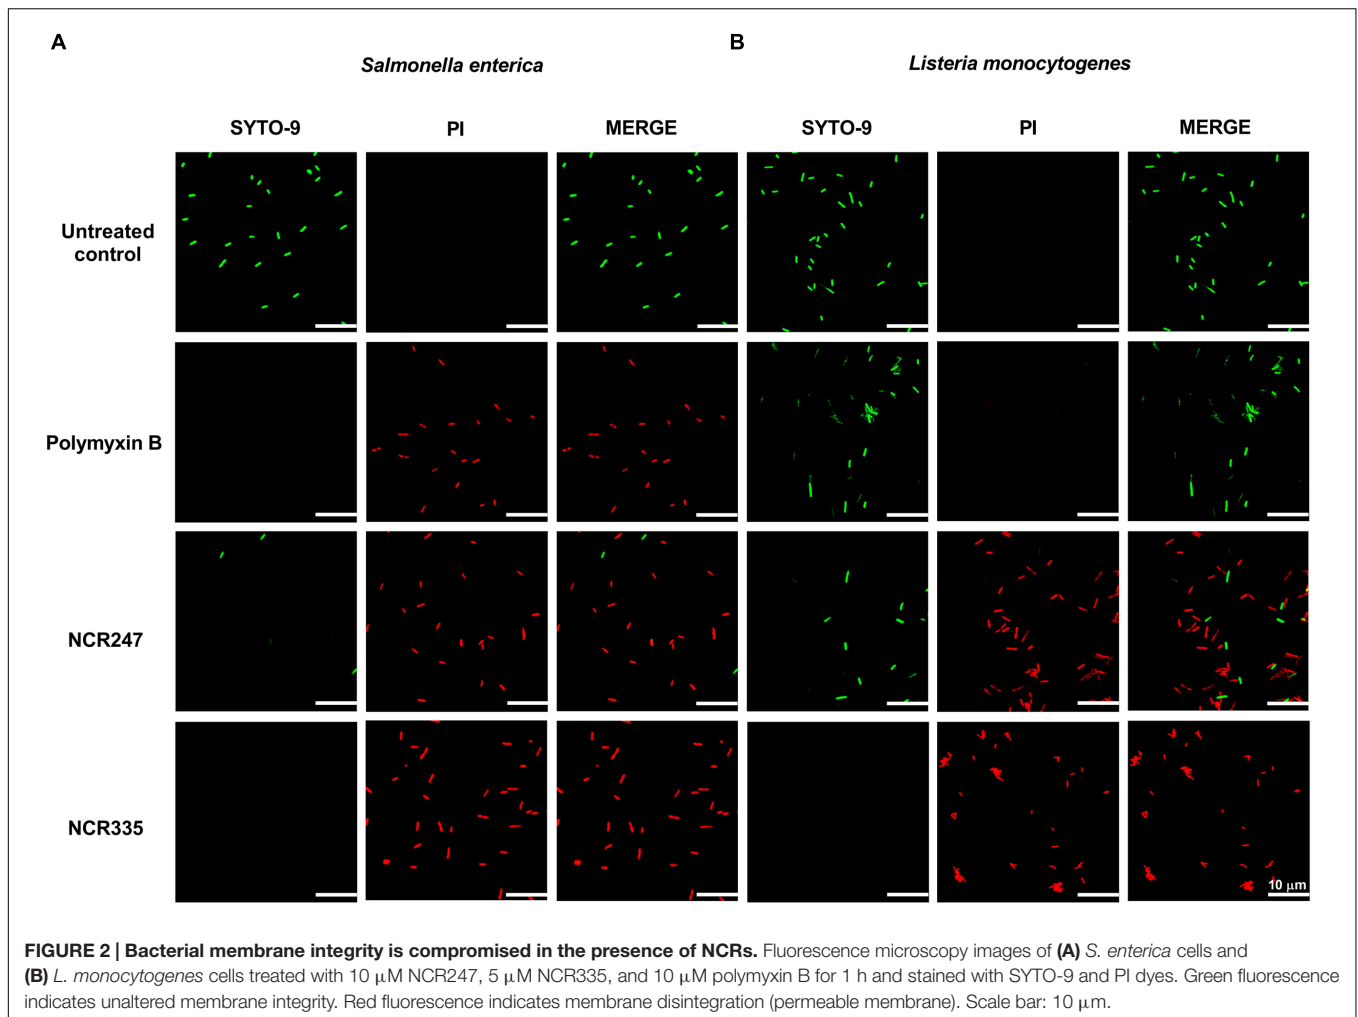 A
B
Salmonella enterica
Listeria monocytogenes
SYTO-9 PI MERGE SYTO-9 PI MERGE
Untreated
control
Polymyxin B
NCR247
NCR335
10 μm
FIGURE 2 | Bacterial membrane integrity is compromised in the presence of NCRs. Fluorescence microscopy images of (A) S. enterica cells and
(B) L. monocytogenes cells treated with 10 μM NCR247, 5 μM NCR335, and 10 μM polymyxin B for 1 h and stained with SYTO-9 and PI dyes. Green fluorescence
indicates unaltered membrane integrity. Red fluorescence indicates membrane disintegration (permeable membrane). Scale bar: 10 μm.